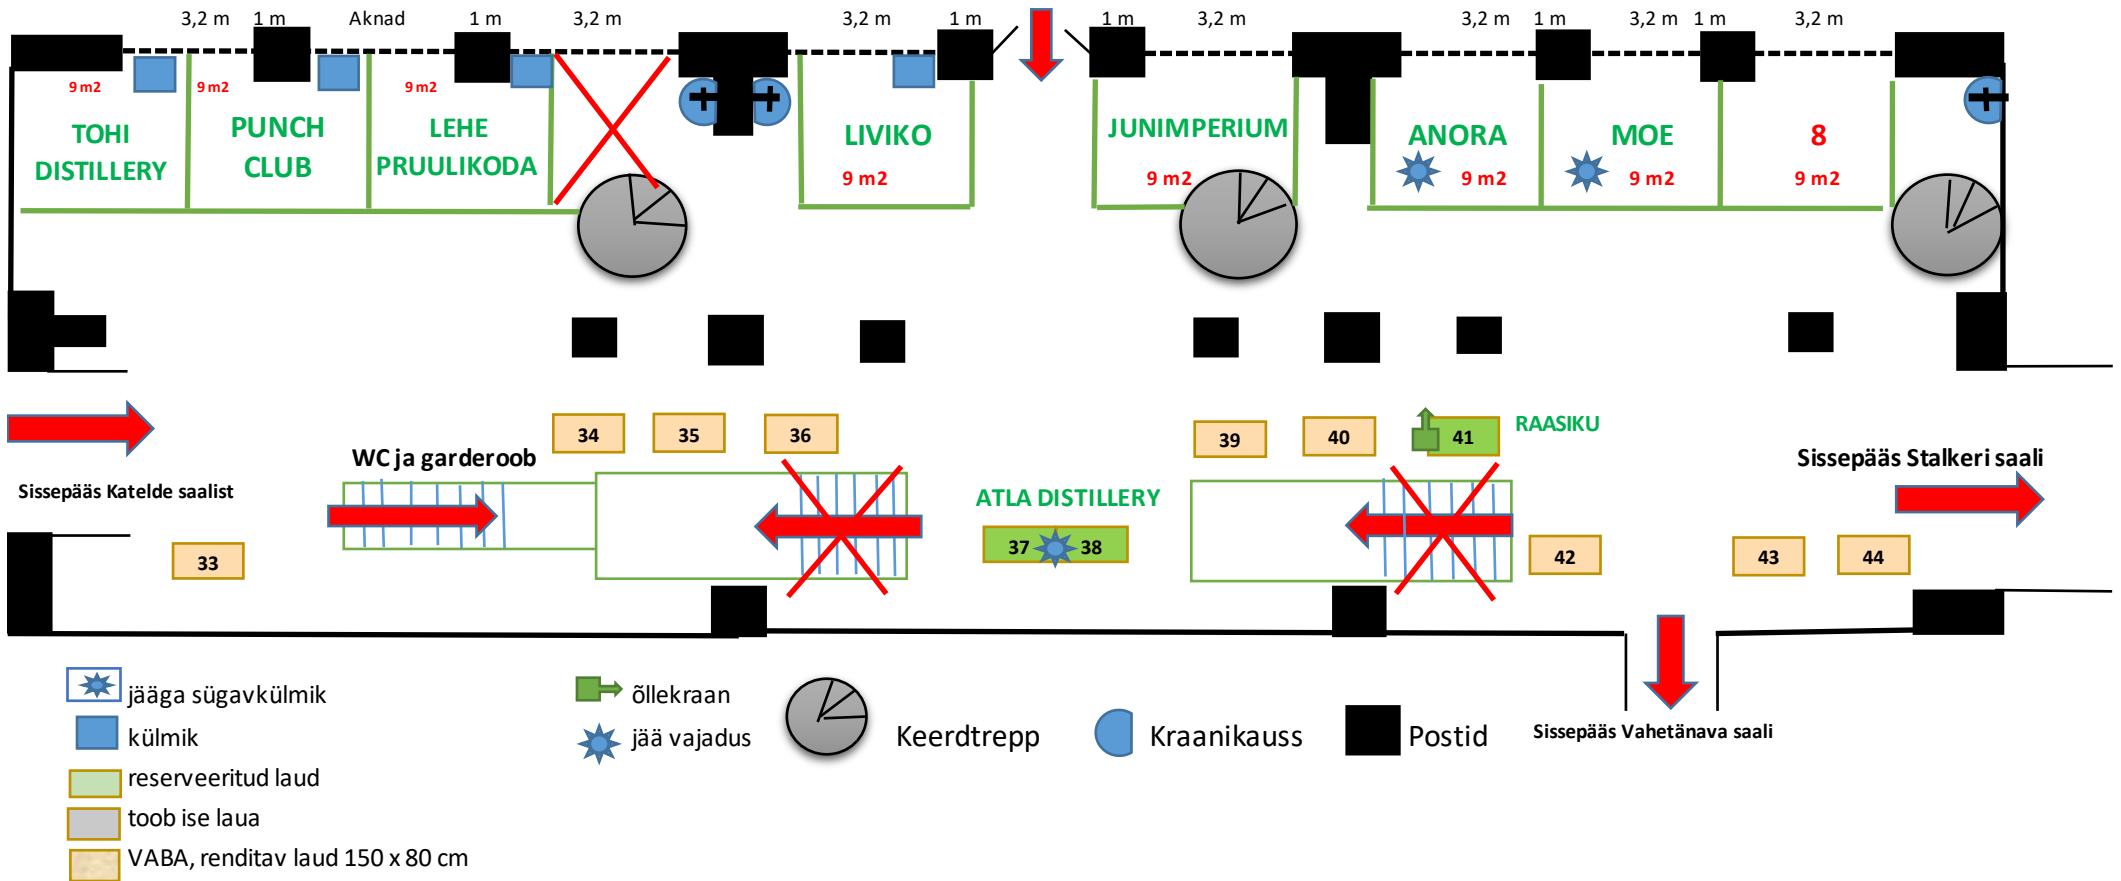 3,2 m 1 m Aknad 1 m 3,2 m 3,2 m 1 m 1 m 3,2 m 3,2 m 1 m 3,2 m 1 m 3,2 m
9 m2 9 m2 9 m2
TOHI
DISTILLERY
PUNCH
CLUB
LEHE
PRUULIKODA
LIVIKO
9 m2
JUNIMPERIUM
9 m2
ANORA
9 m2
MOE
9 m2
8
9 m2
34 35 36 39 40 41 RAASIKU
WC ja garderoob
Sissepääs Stalkeri saali
Sissepääs Katelde saalist
ATLA DISTILLERY
33 37 38 42 43 44
jääga sügavkülmik
külmik
reserveeritud laud
toob ise laua
VABA, renditav laud 150 x 80 cm
õllekraan
jää vajadus
Keerdtrepp
Kraanikauss
Postid
Sissepääs Vahetänava saali